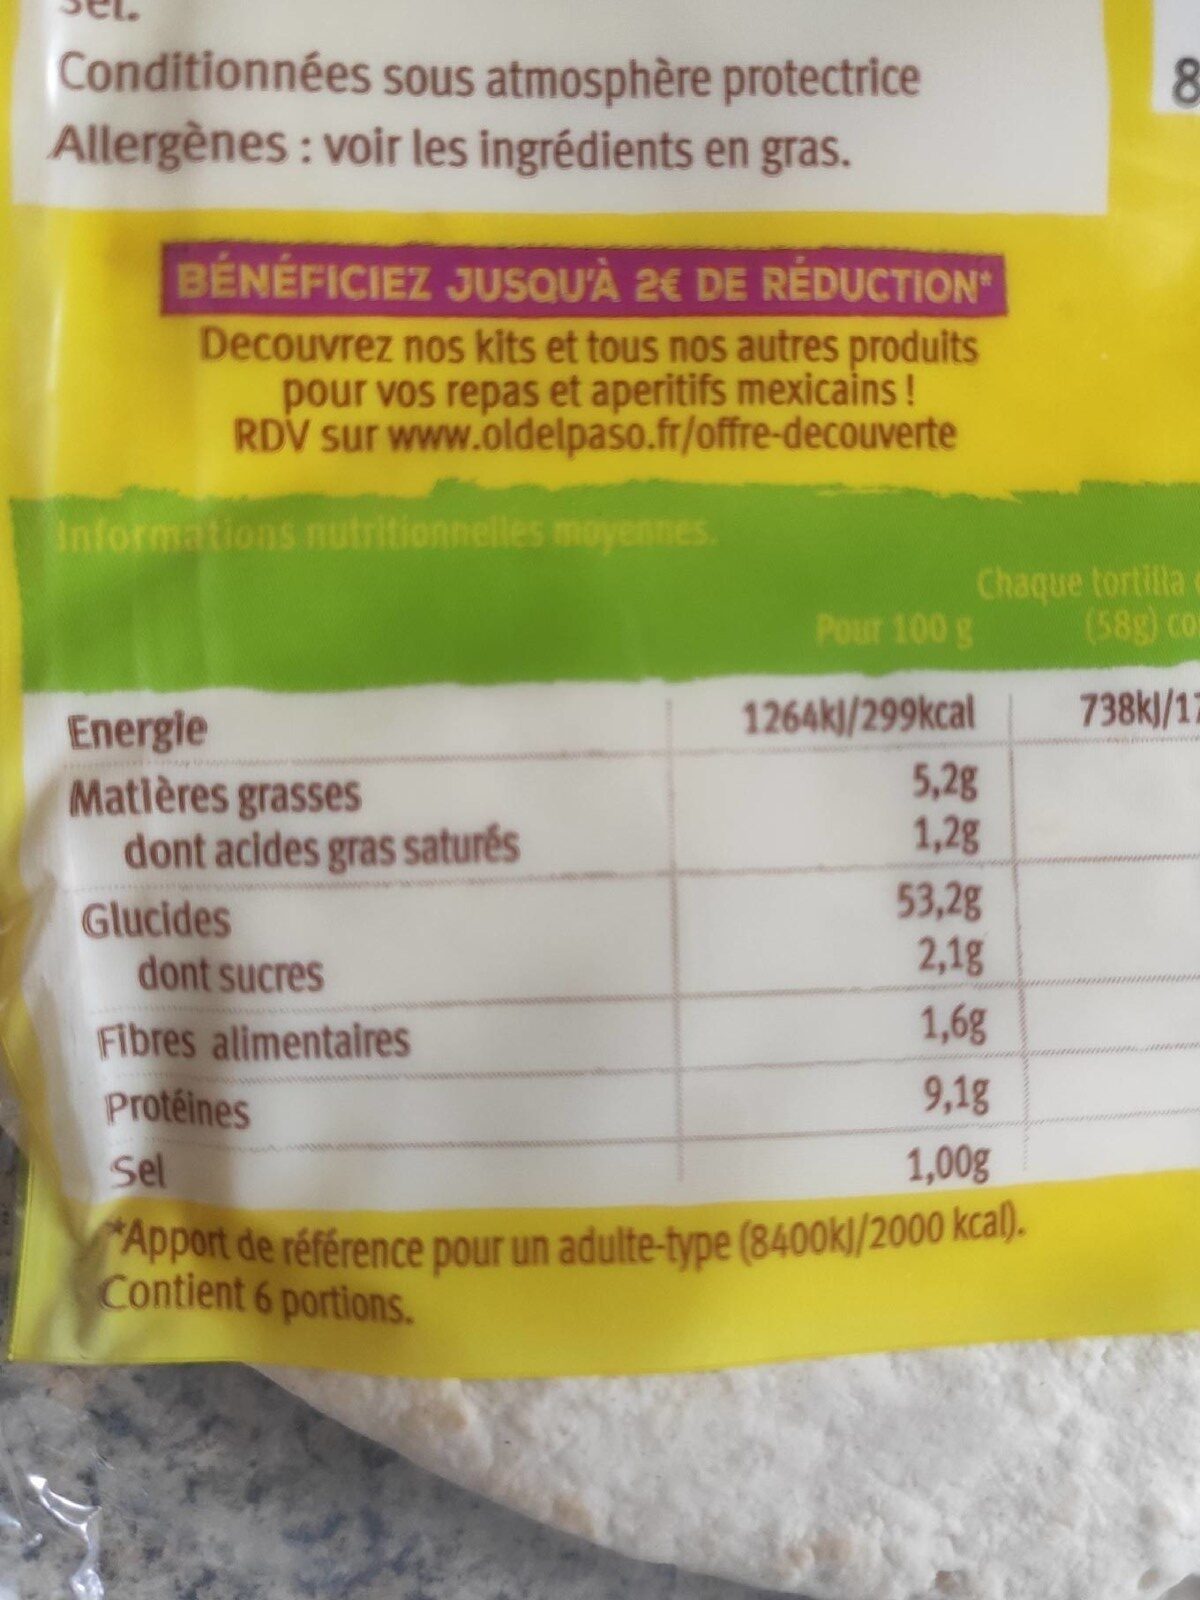 Sel.
Conditionnées sous atmosphère protectrice
Allergènes : voir les ingrédients en gras.
8
BÉNÉFICIEZ JUSQU'À 2€ DE RÉDUCTION*
Decouvrez nos kits et tous nos autres produits
pour vos repas et aperitifs mexicains !
RDV sur www.oldelpaso.fr/offre-decouverte
Informations nutritionnelles moyennes.
Chaque tortilla
Pour 100 g (58g)
Energie 1264kJ/299kcal 738kJ/17
Matières grasses 5,2g
dont acides gras saturés 1,2g
Glucides 53,2g
dont sucres 2,1g
Fibres alimentaires 1,6g
Protéines 9,1g
Sel 1,00g
*Apport de référence pour un adulte-type (8400kJ/2000 kcal).
Contient 6 portions.